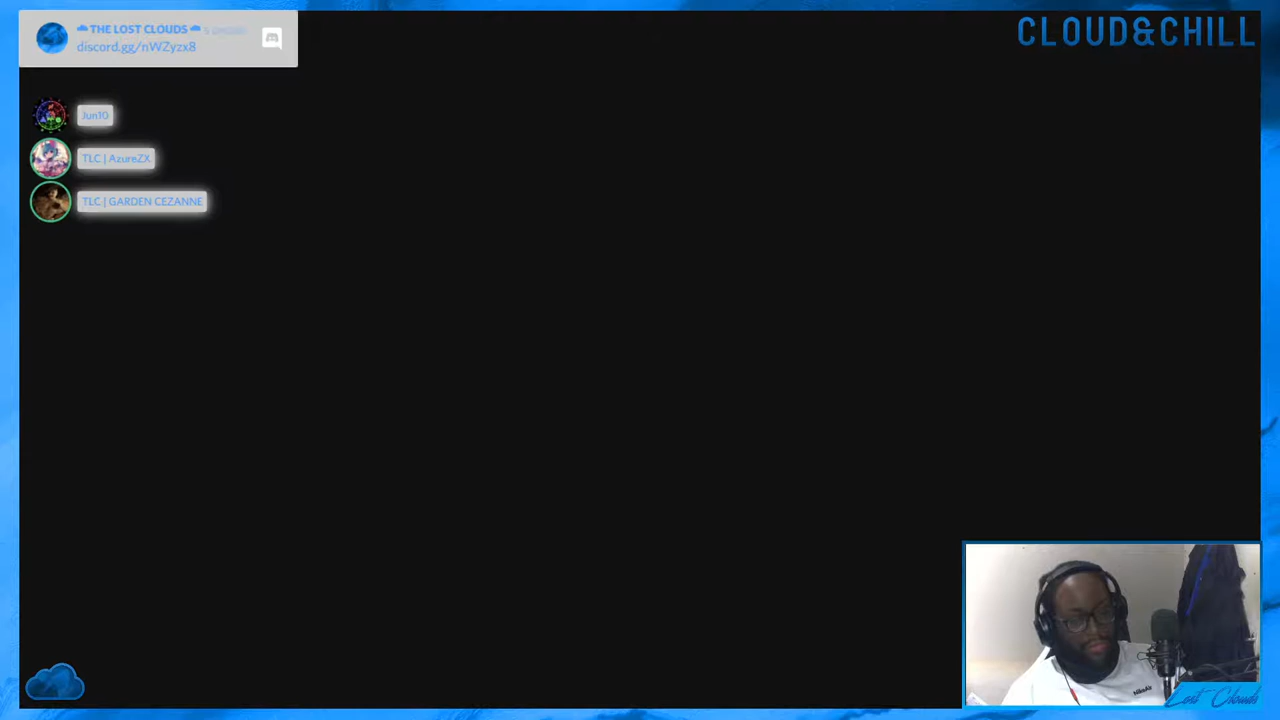 THE LOST CLOUDS
discord.gg/nWZyzx8
CLOUD&CHILL
Jun10
TLC | AzureZX
TLC | GARDEN CEZANNE
Lost Clouds